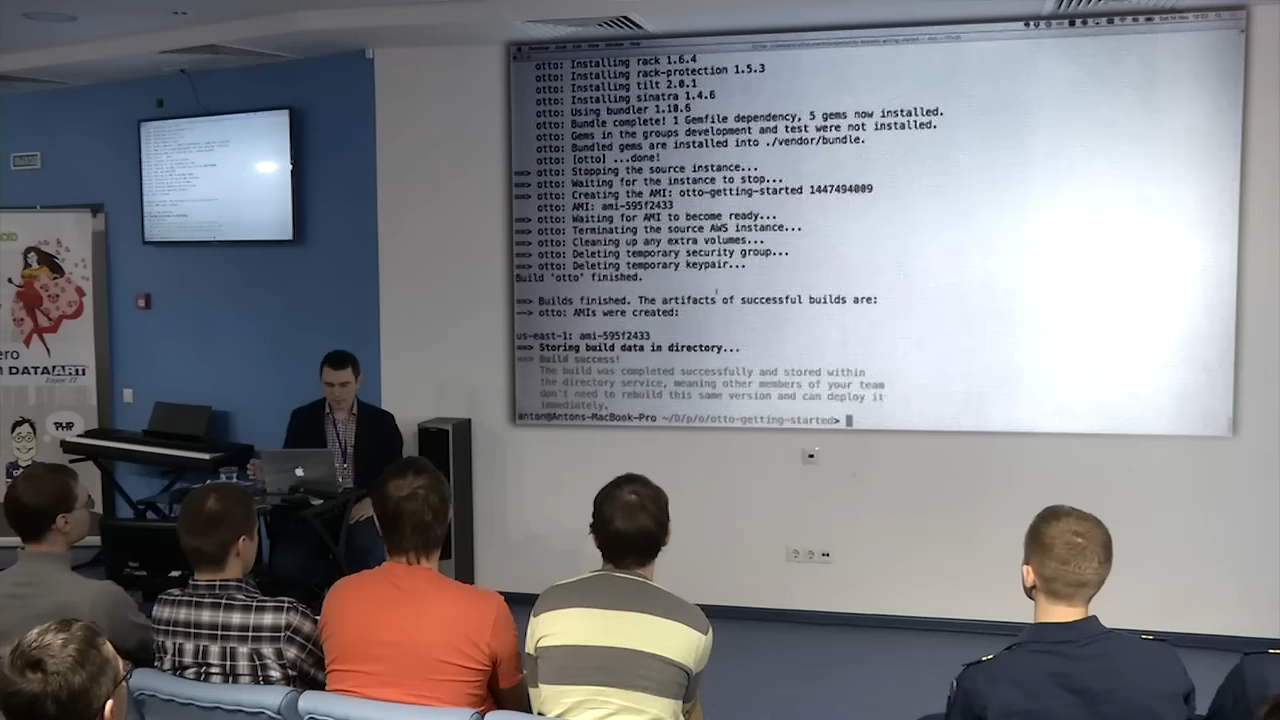 otto: Installing rack 1.6.4
otto: Installing rack-protection 1.5.3
otto: Installing tilt 2.0.1
otto: Installing sinatra 1.4.6
otto: Using bundler 1.10.6
otto: Bundle complete! 1 Gemfile dependency, 5 gems now installed.
otto: Gems in the groups development and test were not installed.
otto: Bundled gems are installed into ./vendor/bundle.
otto: [otto] ...done!
==> otto: Stopping the source instance...
==> otto: Waiting for the instance to stop...
==> otto: Creating the AMI: otto-getting-started 1447494009
otto: AMI: ami-595f2433
==> otto: Waiting for AMI to become ready...
==> otto: Terminating the source AWS instance...
==> otto: Cleaning up any extra volumes...
==> otto: Deleting temporary security group...
==> otto: Deleting temporary keypair...
Build 'otto' finished.
==> Builds finished. The artifacts of successful builds are:
--> otto: AMIs were created:
us-east-1: ami-595f2433
==> Storing build data in directory...
==> Build success!
The build was completed successfully and stored within
the directory service, meaning other members of your team
don't need to rebuild this same version and can deploy it
immediately.
anton@Antons-MacBook-Pro ~/D/p/o/otto-getting-started>
ero
DATAART
Enjoy IT
PHP